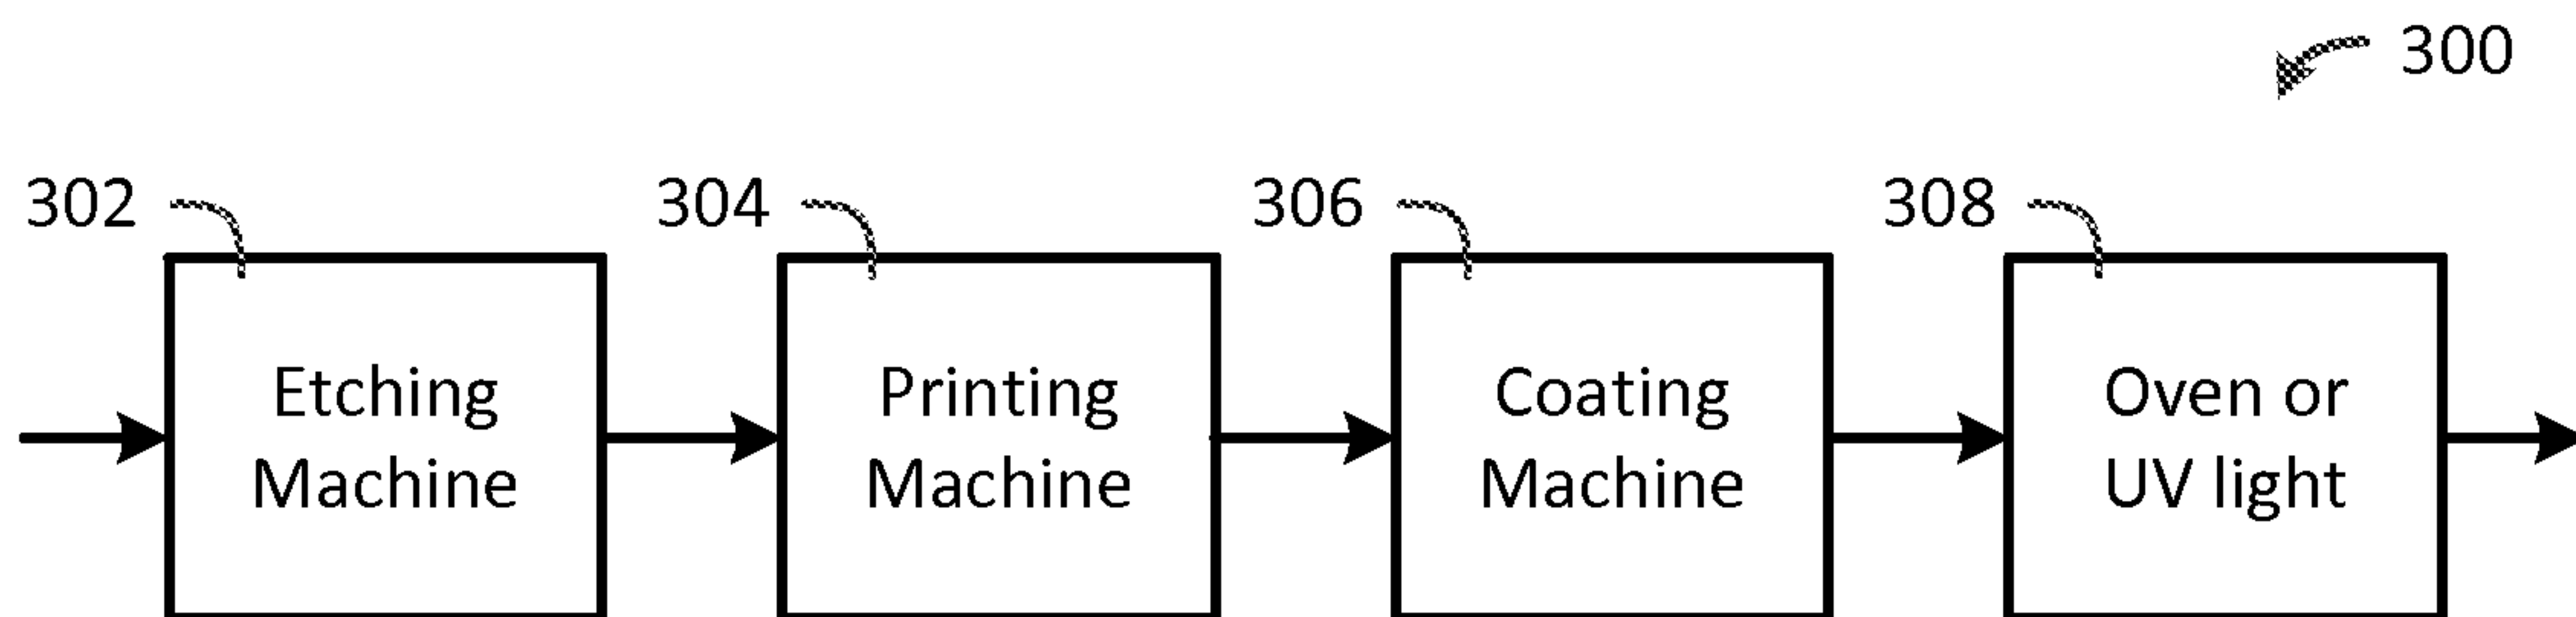 300
302
304
306
308
Etching
Machine
Printing
Machine
Coating
Machine
Oven or
UV light